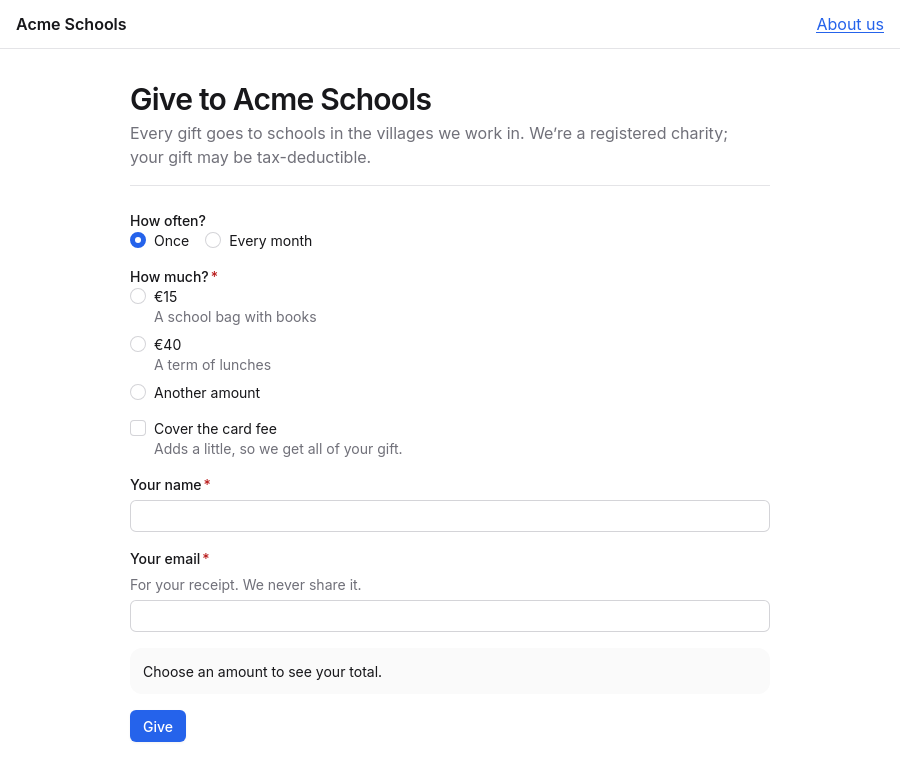 Acme Schools
About us
Give to Acme Schools
Every gift goes to schools in the villages we work in. We’re a registered charity;
your gift may be tax-deductible.
How often?
Once
Every month
How much?*
€15
A school bag with books
€40
A term of lunches
Another amount
Cover the card fee
Adds a little, so we get all of your gift.
Your name*
Your email*
For your receipt. We never share it.
Choose an amount to see your total.
Give